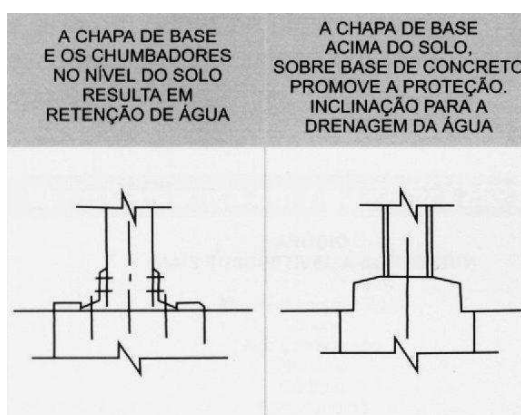 A CHAPA DE BASE
E OS CHUMBADORES
NO NÍVEL DO SOLO
RESULTA EM
RETENÇÃO DE ÁGUA
A CHAPA DE BASE
ACIMA DO SOLO,
SOBRE BASE DE CONCRETO
PROMOVE A PROTEÇÃO.
INCLINAÇÃO PARA A
DRENAGEM DA ÁGUA